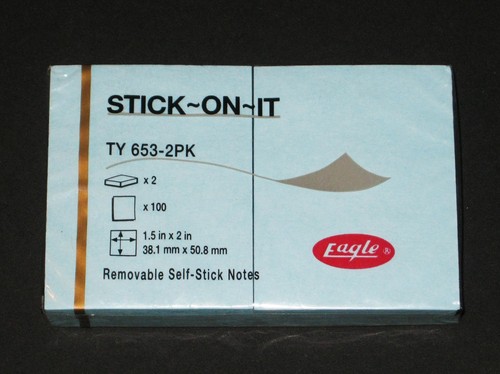 STICK~ON~IT
TY 653-2PK
x 2
x 100
1.5 in x 2 in
38.1 mm x 50.8 mm
Eagle ®
Removable Self-Stick Notes